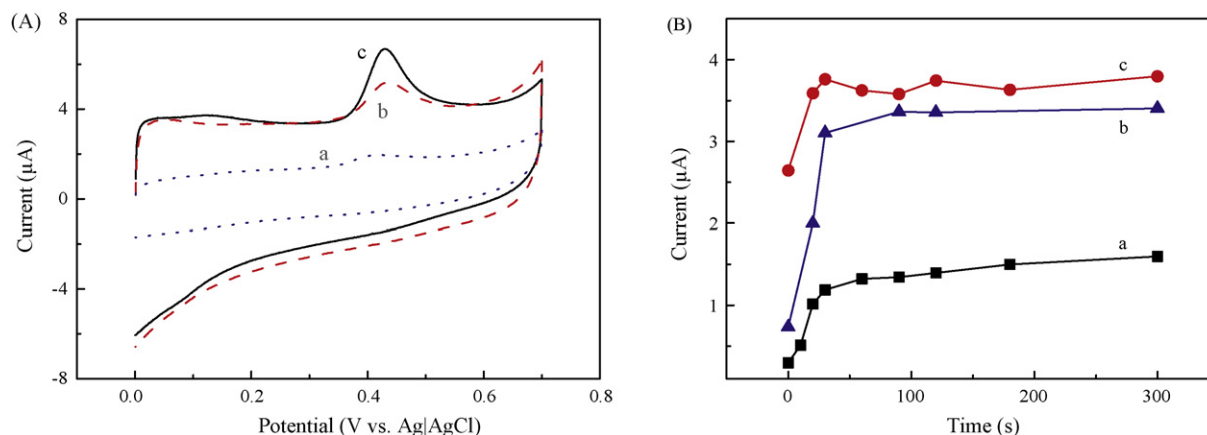 (A)
8
4
0
-4
-8
Current (µA)
c
b
a
0.0 0.2 0.4 0.6 0.8
Potential (V vs. Ag|AgCl)
(B)
4
3
2
1
Current (µA)
c
b
a
0 100 200 300
Time (s)